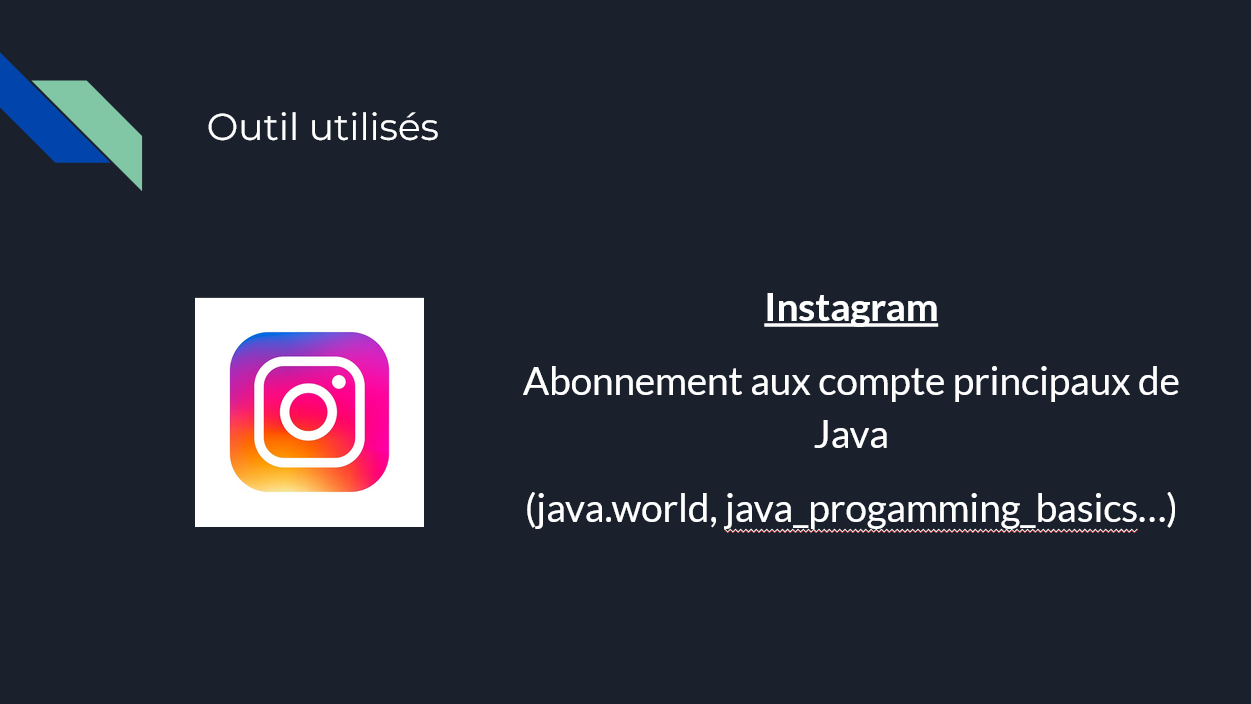 Outil utilisés
Instagram
Abonnement aux compte principaux de
Java
(java.world, java_progamming_basics…)